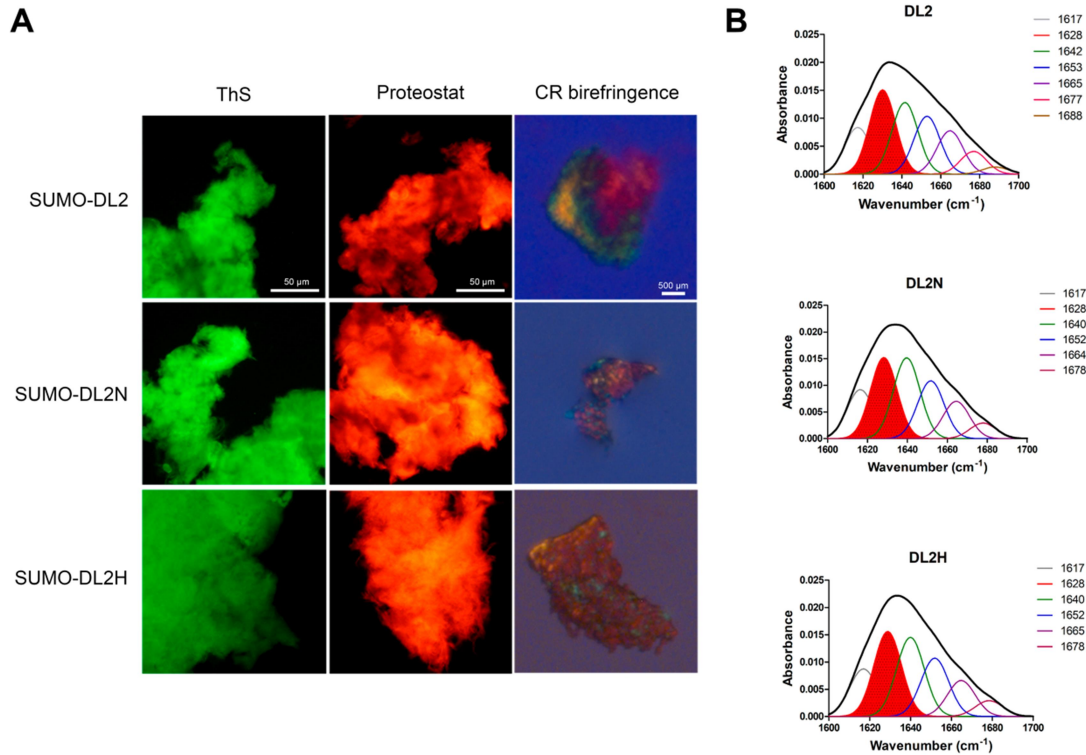 A
B
ThS
Proteostat
CR birefringence
SUMO-DL2
50 µm
50 µm
500 µm
SUMO-DL2N
SUMO-DL2H
DL2
Absorbance
0.025
0.020
0.015
0.010
0.005
0.000
1600 1620 1640 1660 1680 1700
Wavenumber (cm-1)
1617
1628
1642
1653
1665
1677
1688
DL2N
Absorbance
0.025
0.020
0.015
0.010
0.005
0.000
1600 1620 1640 1660 1680 1700
Wavenumber (cm-1)
1617
1628
1640
1652
1664
1678
DL2H
Absorbance
0.025
0.020
0.015
0.010
0.005
0.000
1600 1620 1640 1660 1680 1700
Wavenumber (cm-1)
1617
1628
1640
1652
1665
1678